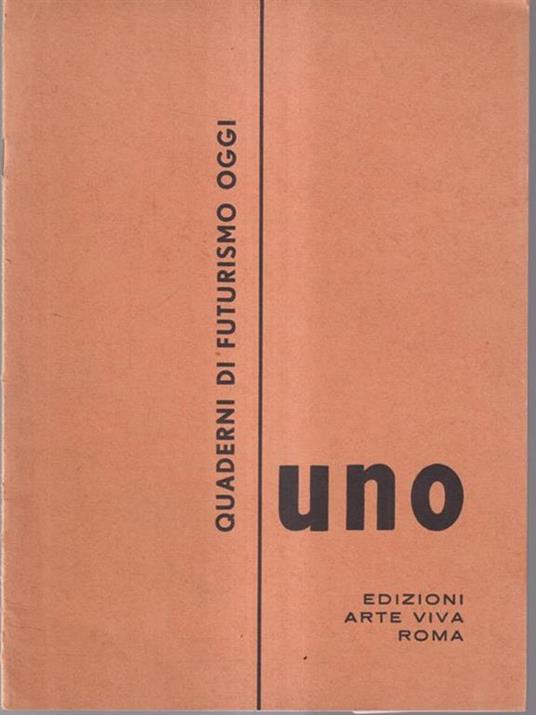 QUADERNI DI FUTURISMO OGGI
uno
EDIZIONI
ARTE VIVA
ROMA